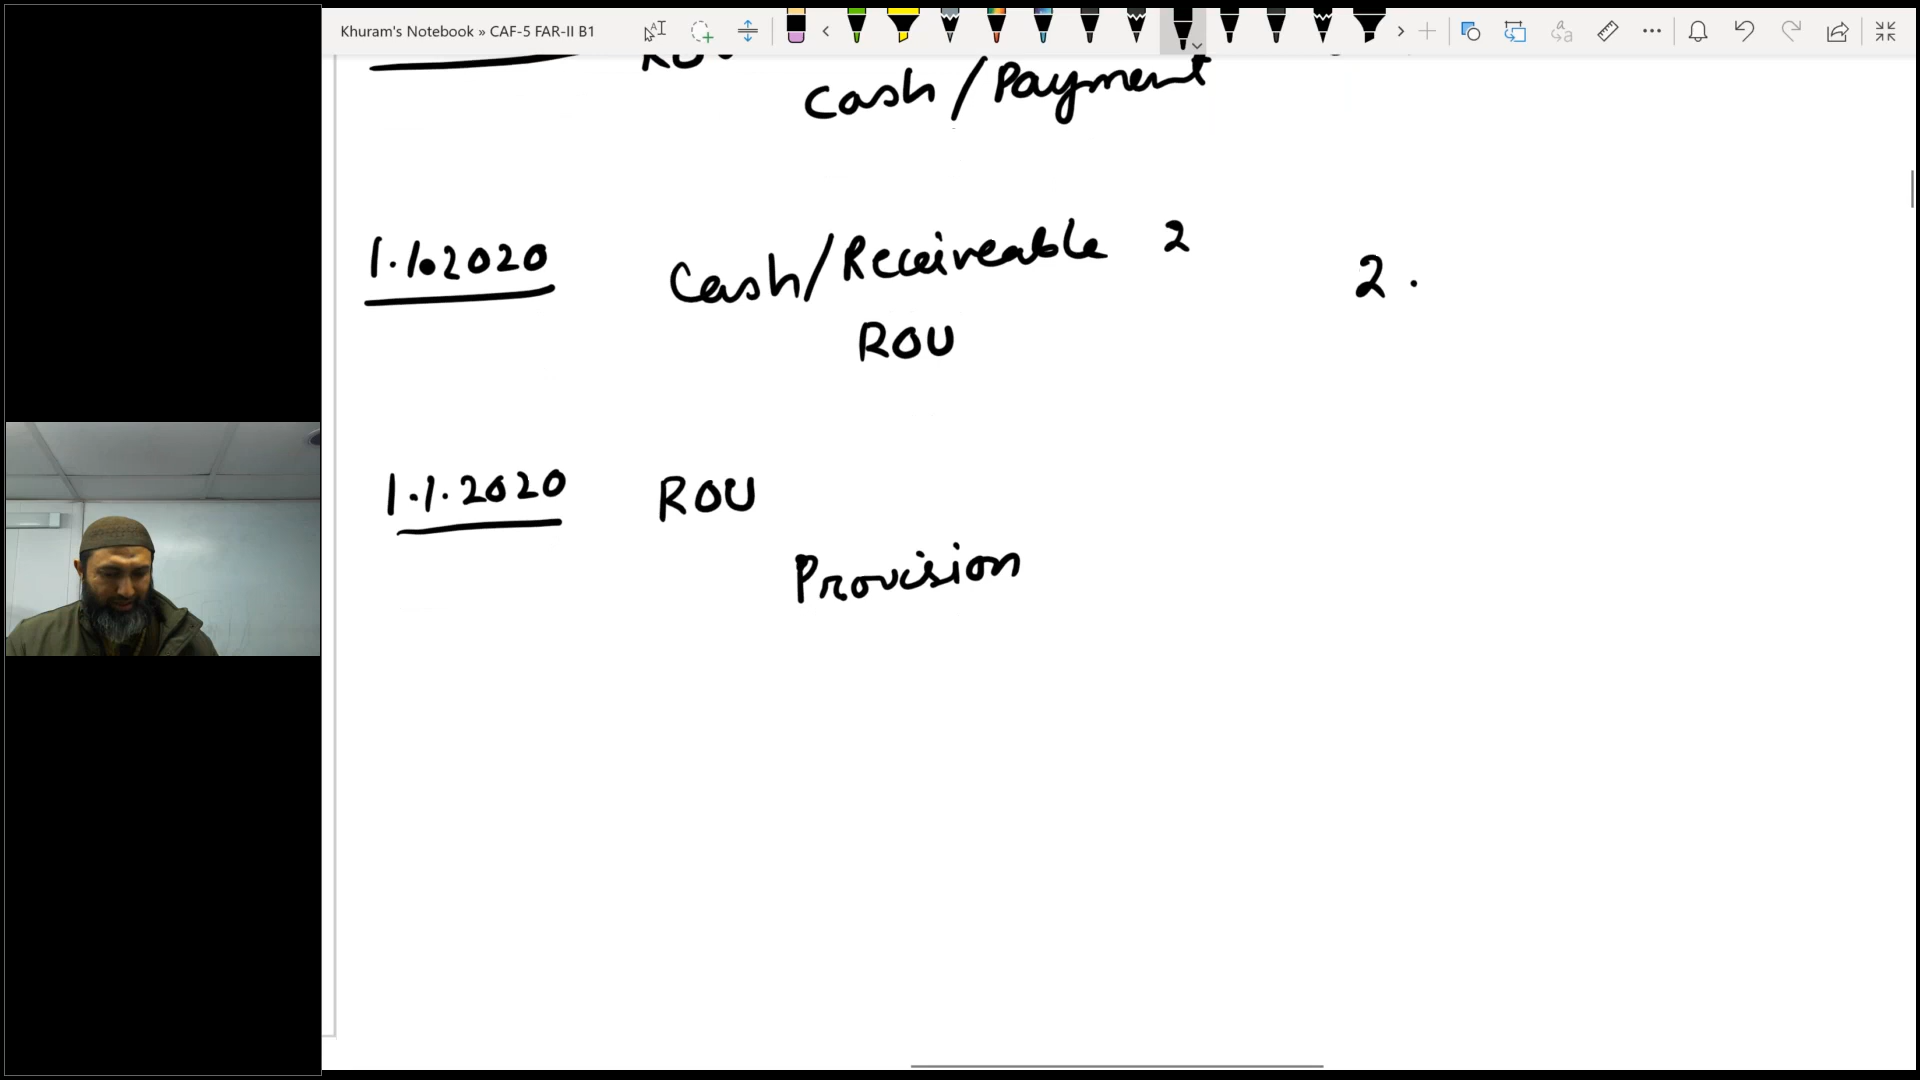 Khuram's Notebook » CAF-5 FAR-II B1
Cash/Payment
1.1.2020 Cash/Receiveable 2 2.
ROU
1.1.2020 ROU
Provision